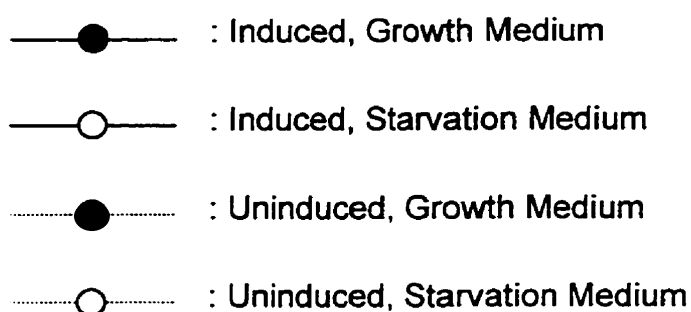 : Induced, Growth Medium
: Induced, Starvation Medium
: Uninduced, Growth Medium
: Uninduced, Starvation Medium